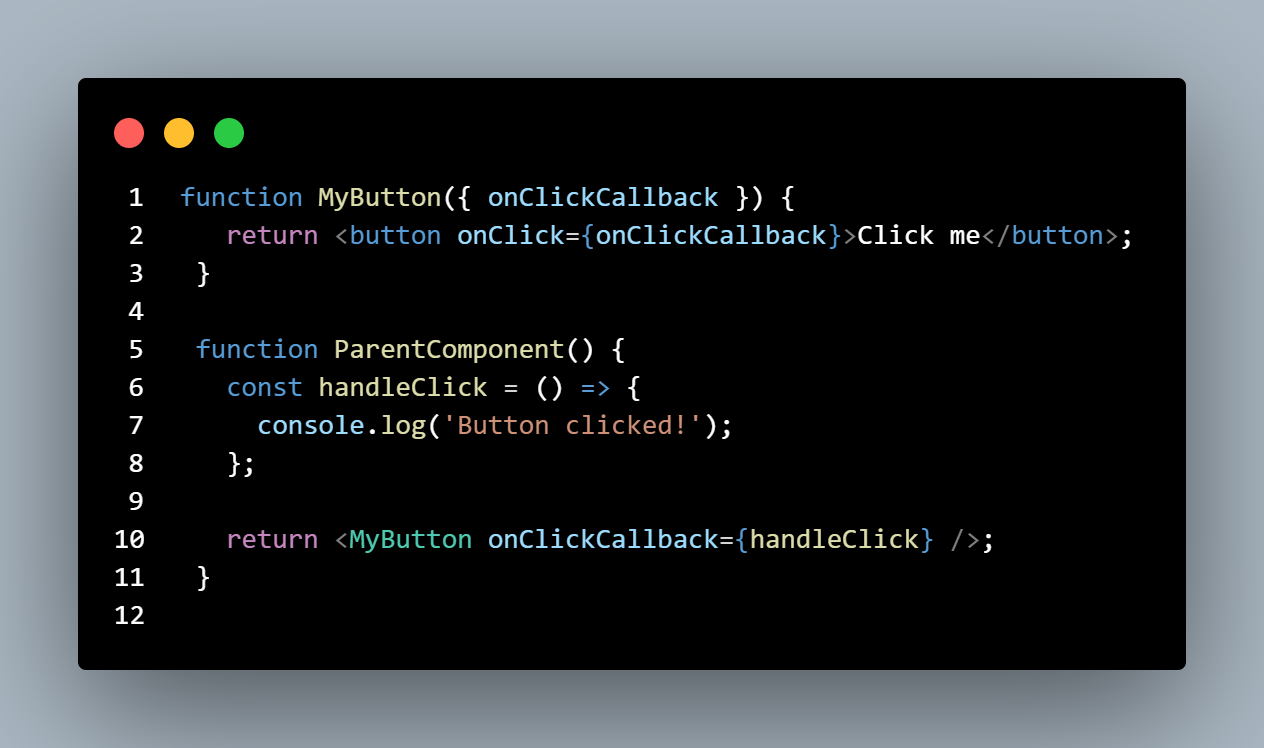 1 function MyButton({ onClickCallback }) {
2    return <button onClick={onClickCallback}>Click me</button>;
3  }
4
5  function ParentComponent() {
6    const handleClick = () => {
7      console.log('Button clicked!');
8    };
9
10    return <MyButton onClickCallback={handleClick} />;
11  }
12